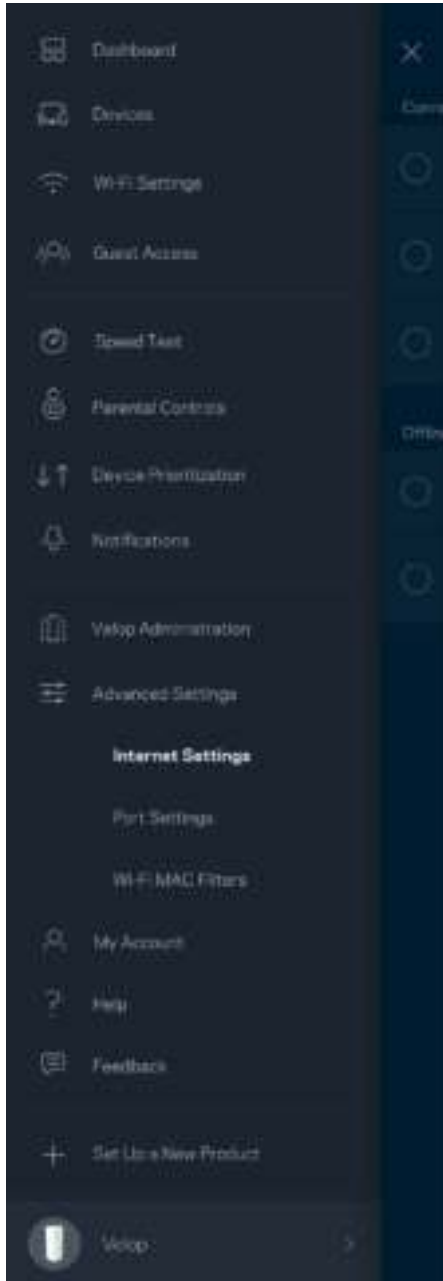 Dashboard
Devices
Wi-Fi Settings
Guest Access
Speed Test
Parental Controls
Device Prioritization
Notifications
Velop Administration
Advanced Settings
Internet Settings
Port Settings
Wi-Fi MAC Filters
My Account
Help
Feedback
Set Up a New Product
Velop